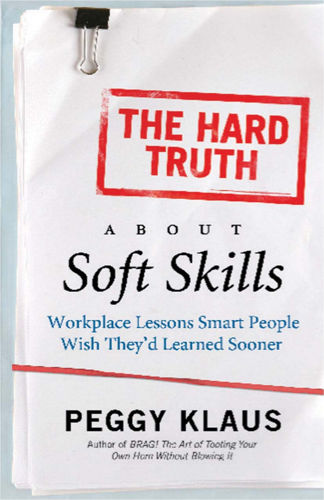 THE HARD
TRUTH
ABOUT
Soft Skills
Workplace Lessons Smart People
Wish They'd Learned Sooner
PEGGY KLAUS
Author of BRAG! The Art of Tooting Your
Own Horn Without Blowing it